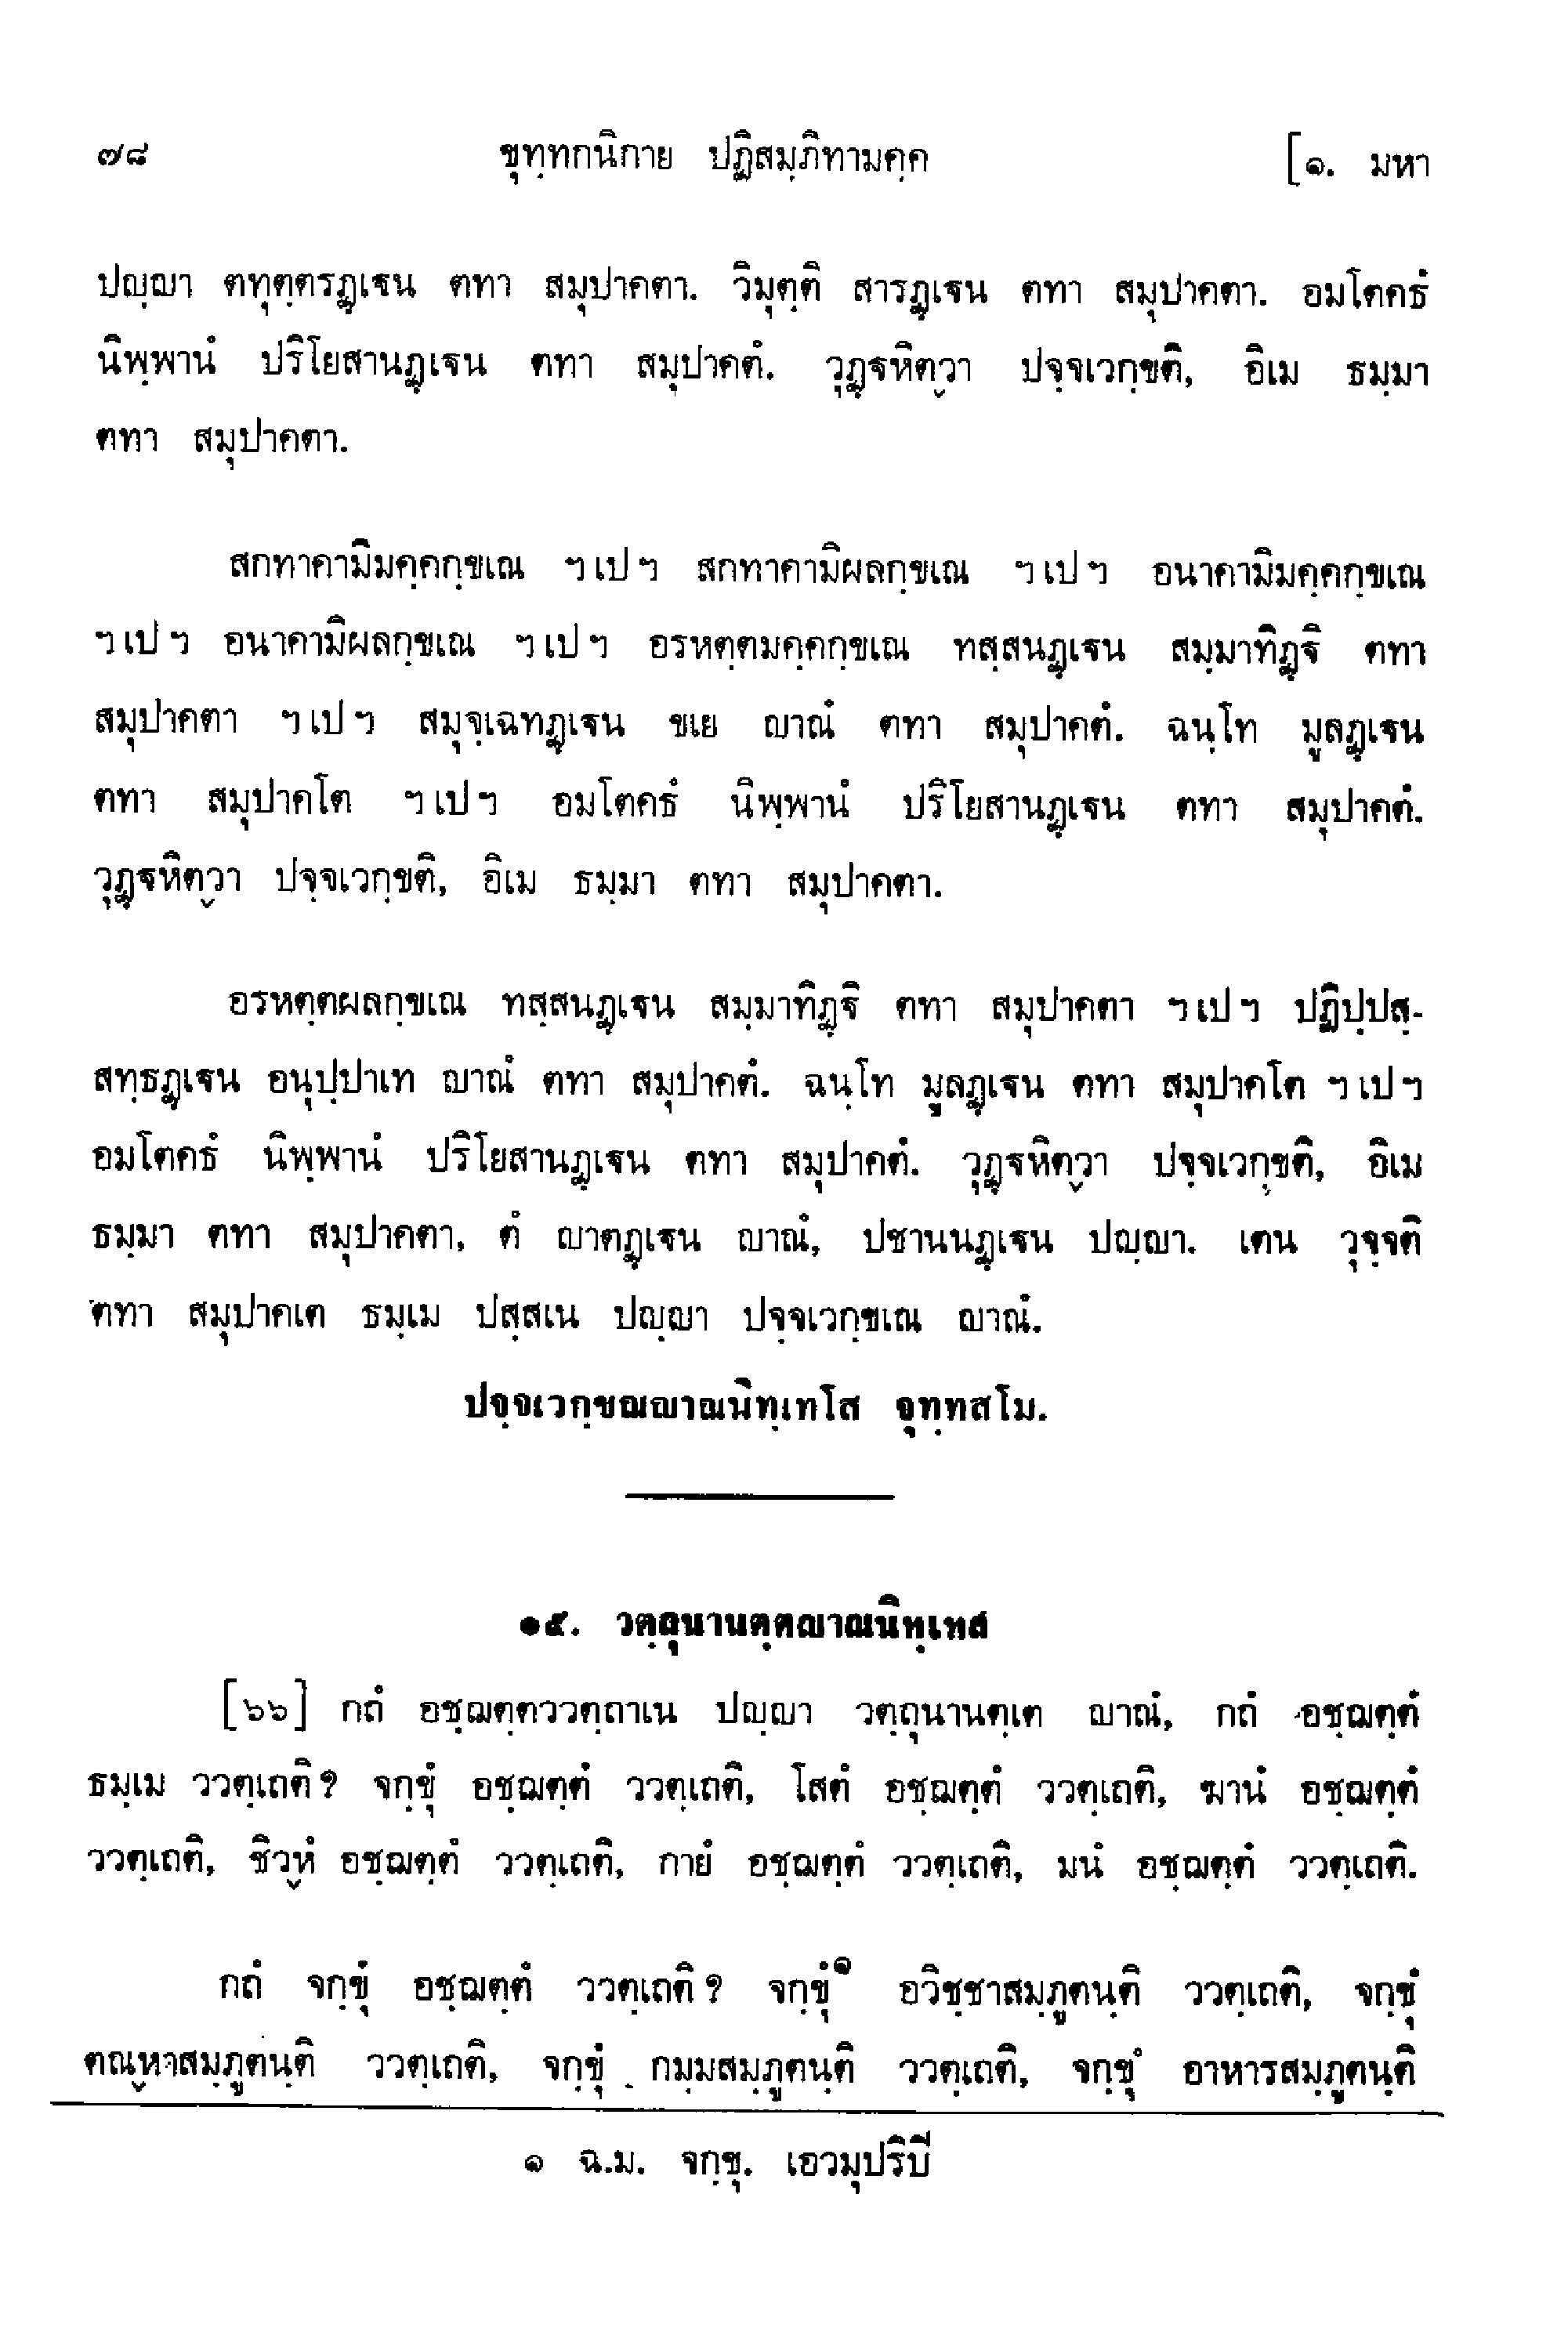 ๗๘ ขุทฺทกนิกาย ปฏิสมฺภิทามคฺค [๑. มหา
ปญฺญา ตทุตฺตรฏฺเฐน ตทา สมุปาคตา. วิมุตฺติ สารฏฺเฐน ตทา สมุปาคตา. อมโตคธํ
นิพฺพานํ ปริโยสานฏฺเฐน ตทา สมุปาคตํ. วุฏฺฐหิตฺวา ปจฺจเวกฺขติ, อิเม ธมฺมา
ตทา สมุปาคตา.
สกทาคามิมคฺคกฺขเณ ฯเปฯ สกทาคามิผลกฺขเณ ฯเปฯ อนาคามิมคฺคกฺขเณ
ฯเปฯ อนาคามิผลกฺขเณ ฯเปฯ อรหตฺตมคฺคกฺขเณ ทสฺสนฏฺเฐน สมฺมาทิฏฺฐิ ตทา
สมุปาคตา ฯเปฯ สมุจฺเฉทฏฺเฐน ขเย ญาณํ ตทา สมุปาคตํ. ฉนฺโท มูลฏฺเฐน
ตทา สมุปาคโต ฯเปฯ อมโตคธํ นิพฺพานํ ปริโยสานฏฺเฐน ตทา สมุปาคตํ.
วุฏฺฐหิตฺวา ปจฺจเวกฺขติ, อิเม ธมฺมา ตทา สมุปาคตา.
อรหตฺตผลกฺขเณ ทสฺสนฏฺเฐน สมฺมาทิฏฺฐิ ตทา สมุปาคตา ฯเปฯ ปฏิปฺปสฺ-
สทฺธฏฺเฐน อนุปฺปาเท ญาณํ ตทา สมุปาคตํ. ฉนฺโท มูลฏฺเฐน ตทา สมุปาคโต ฯเปฯ
อมโตคธํ นิพฺพานํ ปริโยสานฏฺเฐน ตทา สมุปาคตํ. วุฏฺฐหิตฺวา ปจฺจเวกฺขติ, อิเม
ธมฺมา ตทา สมุปาคตา, ตํ ญาตฏฺเฐน ญาณํ, ปชานนฏฺเฐน ปญฺญา. เตน วุจฺจติ
ตทา สมุปาคเต ธมฺเม ปสฺสเน ปญฺญา ปจฺจเวกฺขเณ ญาณํ.
ปจฺจเวกฺขณญาณนิทฺเทโส จุทฺทสโม.
๑๕. วตฺถุนานตฺตญาณนิทฺเทส
[๖๖] กถํ อชฺฌตฺตววตฺถาเน ปญฺญา วตฺถุนานตฺเต ญาณํ, กถํ อชฺฌตฺตํ
ธมฺเม ววตฺเถติ? จกฺขุํ อชฺฌตฺตํ ววตฺเถติ, โสตํ อชฺฌตฺตํ ววตฺเถติ, ฆานํ อชฺฌตฺตํ
ววตฺเถติ, ชิวฺหํ อชฺฌตฺตํ ววตฺเถติ, กายํ อชฺฌตฺตํ ววตฺเถติ, มนํ อชฺฌตฺตํ ววตฺเถติ.
กถํ จกฺขุํ อชฺฌตฺตํ ววตฺเถติ? จกฺขุํ๑ อวิชฺชาสมฺภูตนฺติ ววตฺเถติ, จกฺขุํ
ตณฺหาสมฺภูตนฺติ ววตฺเถติ, จกฺขุํ กมฺมสมฺภูตนฺติ ววตฺเถติ, จกฺขุํ อาหารสมฺภูตนฺติ
๑ ฉ.ม. จกฺขุ. เอวมุปริปี